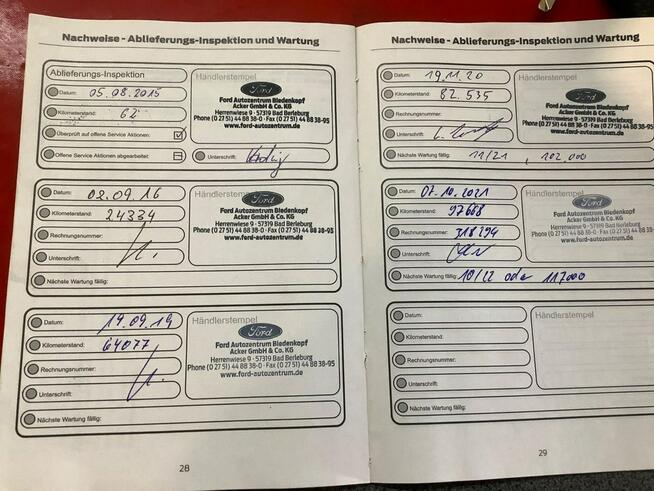 Nachweise - Ablieferungs-Inspektion und Wartung
Ablieferungs-Inspektion
Händlerstempel
Datum: 05.08.2015
Kilometerstand: 62
Überprüft auf offene Service Aktionen:
Offene Service Aktionen abgearbeitet:
Ford
Ford Autozentrum Biedenkopf
Acker GmbH & Co. KG
Herrenwiese 9 · 57319 Bad Berleburg
Phone (0 27 51) 44 88 38-0 · Fax (0 27 51) 44 88 38-95
www.ford-autozentrum.de
Unterschrift:
Datum: 02.09.16
Kilometerstand: 24334
Rechnungsnummer:
Unterschrift:
Nächste Wartung fällig:
Händlerstempel
Ford
Ford Autozentrum Biedenkopf
Acker GmbH & Co. KG
Herrenwiese 9 · 57319 Bad Berleburg
Phone (0 27 51) 44 88 38-0 · Fax (0 27 51) 44 88 38-95
www.ford-autozentrum.de
Datum: 19.09.19
Kilometerstand: 64077
Rechnungsnummer:
Unterschrift:
Nächste Wartung fällig:
Händlerstempel
Ford
Ford Autozentrum Biedenkopf
Acker GmbH & Co. KG
Herrenwiese 9 · 57319 Bad Berleburg
Phone (0 27 51) 44 88 38-0 · Fax (0 27 51) 44 88 38-95
www.ford-autozentrum.de
28
Nachweise - Ablieferungs-Inspektion und Wartung
Datum: 19.11.20
Kilometerstand: 82.535
Rechnungsnummer:
Unterschrift:
Nächste Wartung fällig: 11/21, 102.000
Händlerstempel
Ford
Ford Autozentrum Biedenkopf
Acker GmbH & Co. KG
Herrenwiese 9 · 57319 Bad Berleburg
Phone (0 27 51) 44 88 38-0 · Fax (0 27 51) 44 88
www.ford-autozentrum.de
Datum: 07.10.2021
Kilometerstand: 97668
Rechnungsnummer: 318294
Unterschrift:
Nächste Wartung fällig: 10/22 oder 117000
Händlerstempel
Ford
Ford Autozentrum Biedenkopf
Acker GmbH & Co. KG
Herrenwiese 9 · 57319 Bad Berleburg
Phone (0 27 51) 44 88 38-0 · Fax (0 27 51) 44 88 38
www.ford-autozentrum.de
Datum:
Kilometerstand:
Rechnungsnummer:
Unterschrift:
Nächste Wartung fällig:
Händlerstempel
29